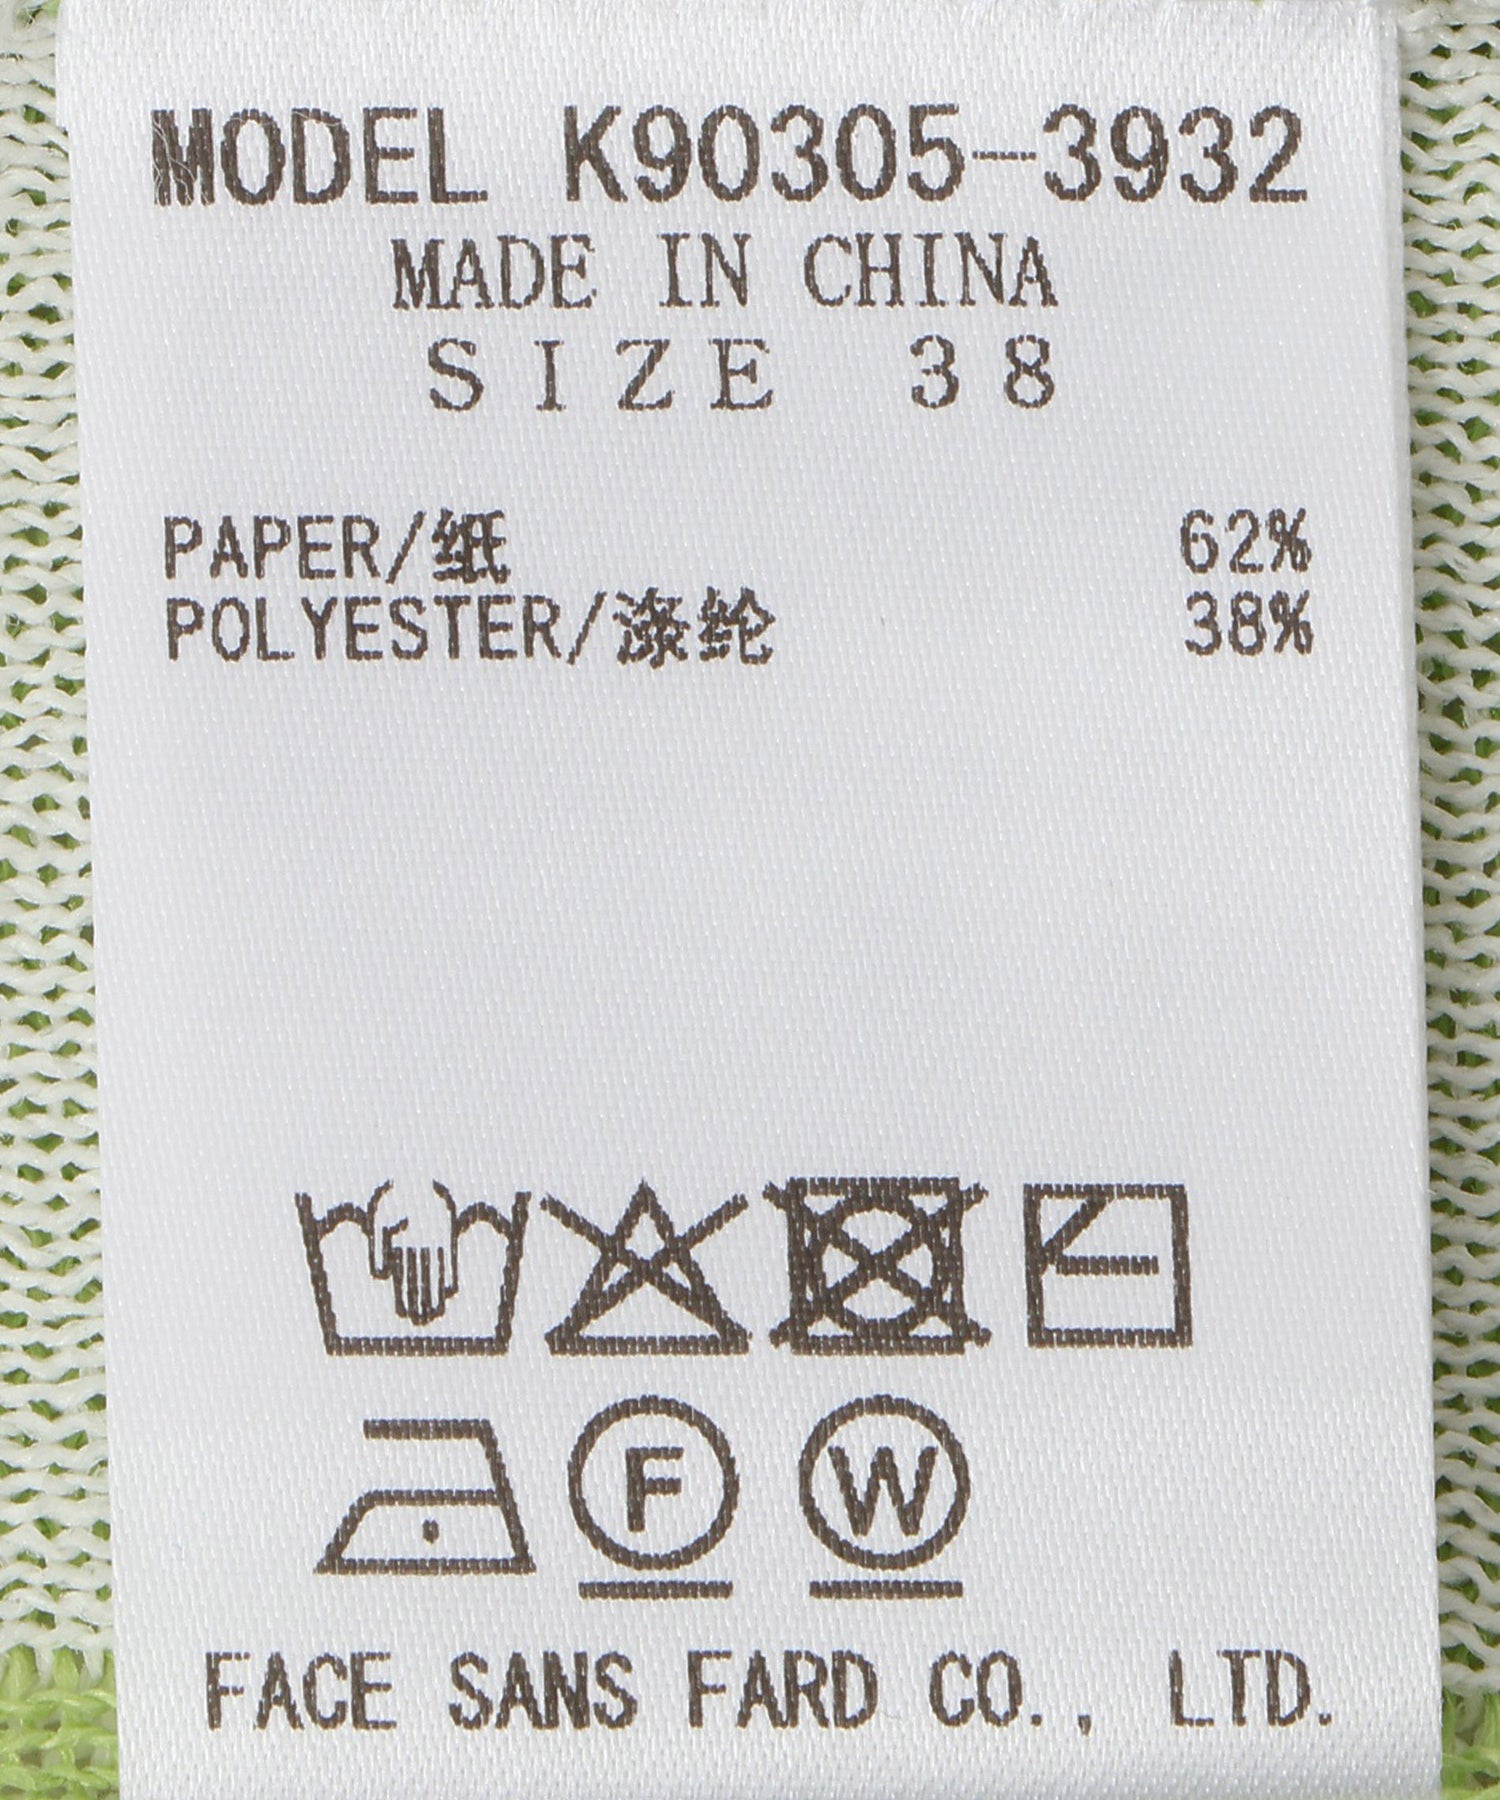 MODEL K90305-3932
MADE IN CHINA
SIZE 38
PAPER/纸 62%
POLYESTER/涤纶 38%
F W
FACE SANS FARD CO., LTD.